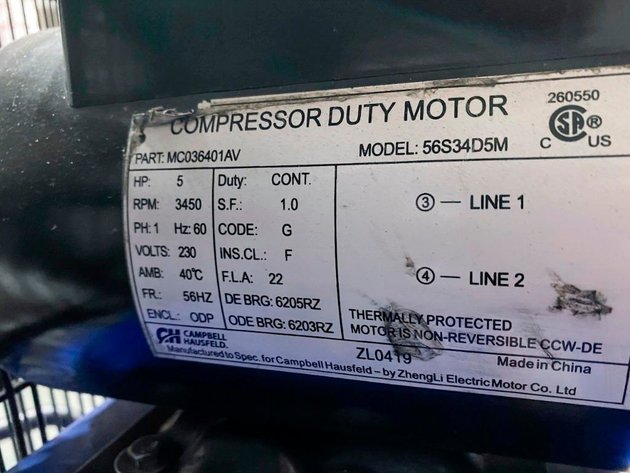 COMPRESSOR DUTY MOTOR
260550
PART: MC036401AV
MODEL: 56S34D5M
SA®
C US
HP: 5
Duty: CONT.
RPM: 3450
S.F.: 1.0
③ — LINE 1
PH: 1 Hz: 60
CODE: G
VOLTS: 230
INS.CL.: F
AMB: 40°C
F.L.A: 22
④ — LINE 2
FR.: 56HZ
DE BRG: 6205RZ
ENCL.: ODP
ODE BRG: 6203RZ
THERMALLY PROTECTED
MOTOR IS NON-REVERSIBLE CCW-DE
CH CAMPBELL
HAUSFELD.
ZL0419
Made in China
Manufactured to Spec. for Campbell Hausfeld – by ZhengLi Electric Motor Co. Ltd